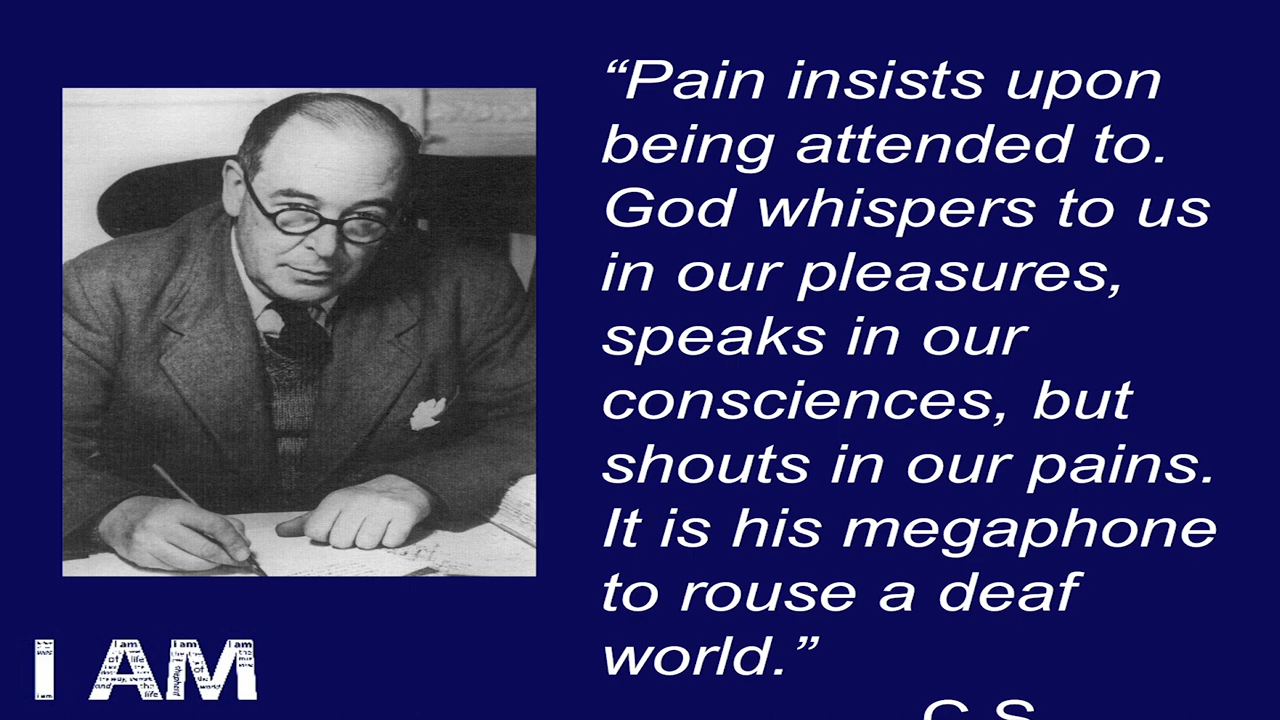 “Pain insists upon
being attended to.
God whispers to us
in our pleasures,
speaks in our
consciences, but
shouts in our pains.
It is his megaphone
to rouse a deaf
world.”
C.S.
I AM